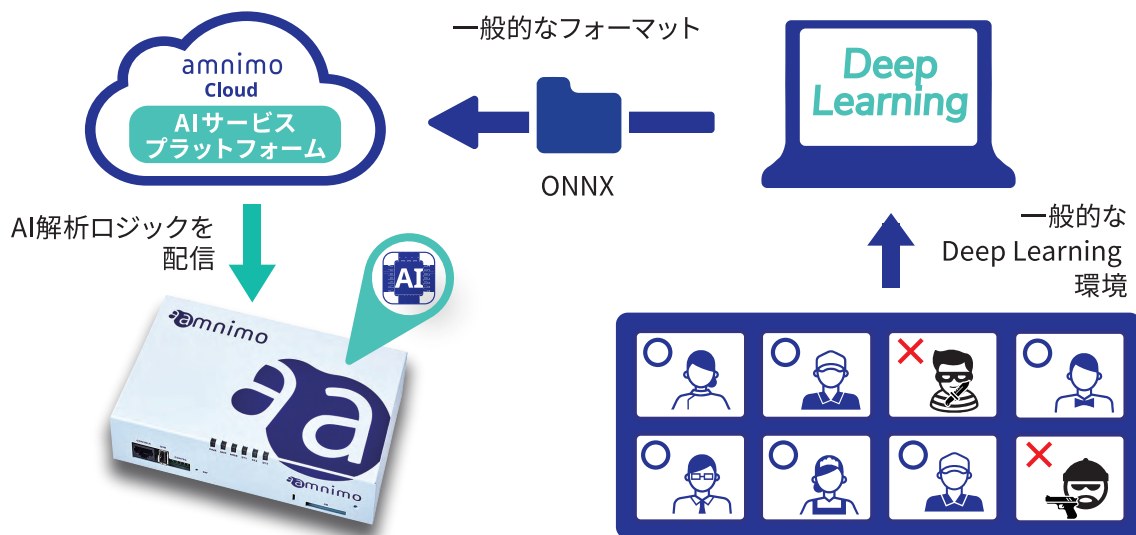 一般的なフォーマット
amnimo
Cloud
AIサービス
プラットフォーム
Deep
Learning
ONNX
AI解析ロジックを
配信
AI
一般的な
Deep Learning
環境
amnimo
aa
amnimo